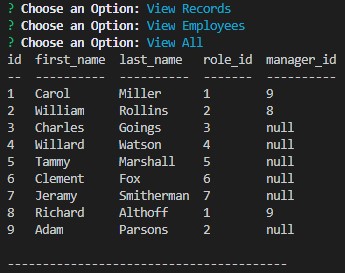 ? Choose an Option: View Records
? Choose an Option: View Employees
? Choose an Option: View All
id  first_name  last_name   role_id  manager_id
--  ----------  ----------  -------  ----------
1   Carol       Miller      1        9
2   William     Rollins     2        8
3   Charles     Goings      3        null
4   Willard     Watson      4        null
5   Tammy       Marshall    5        null
6   Clement     Fox         6        null
7   Jeramy      Smitherman  7        null
8   Richard     Althoff     1        9
9   Adam        Parsons     2        null
----------------------------------------